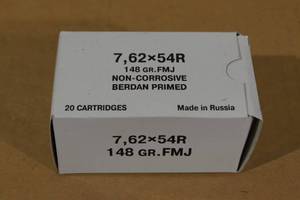 7,62×54R
148 GR.FMJ
NON-CORROSIVE
BERDAN PRIMED
20 CARTRIDGES
Made in Russia
7,62×54R
148 GR.FMJ